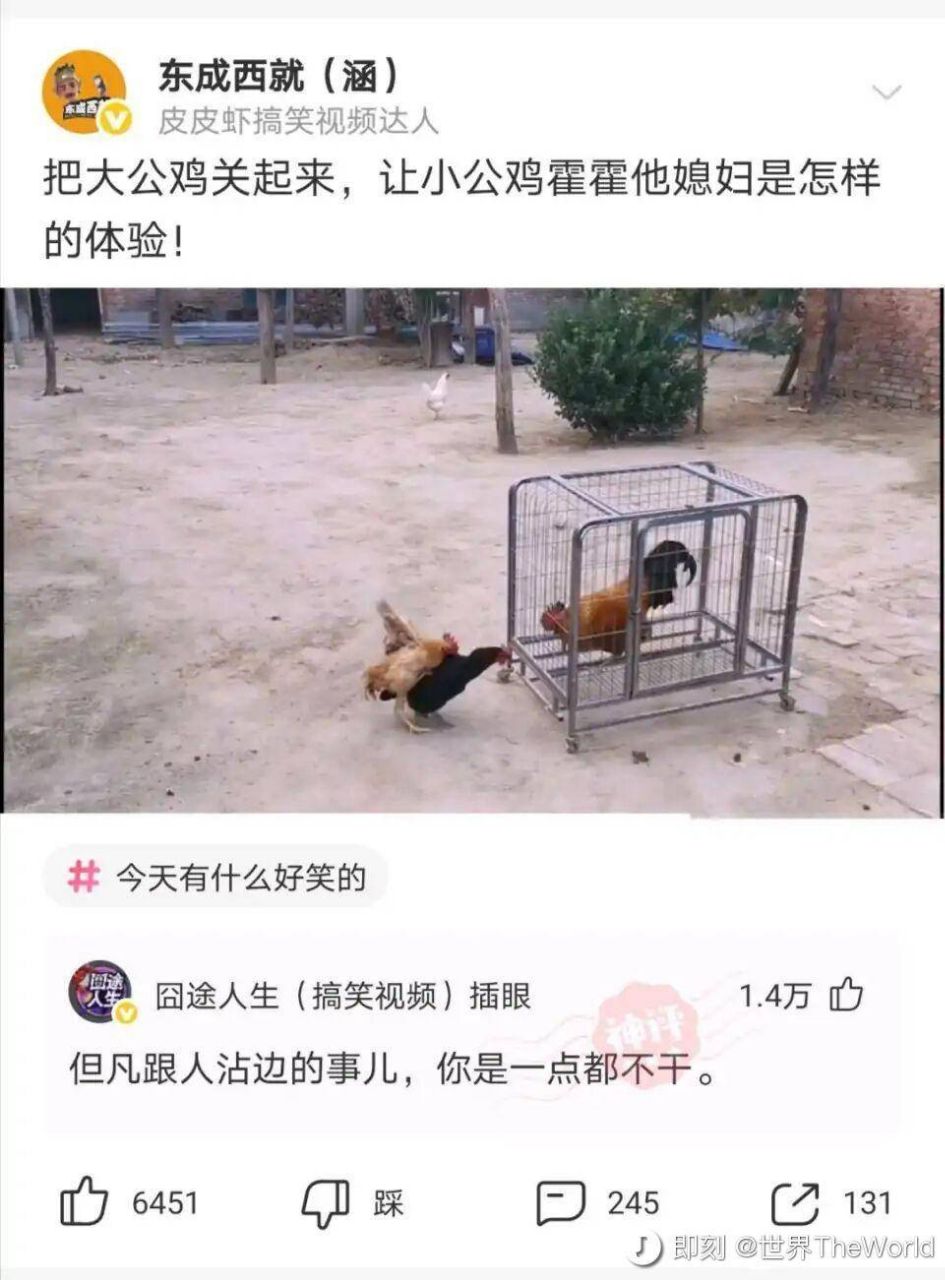 东成西就（涵）
皮皮虾搞笑视频达人
把大公鸡关起来，让小公鸡霍霍他媳妇是怎样
的体验！
# 今天有什么好笑的
囧途人生
囧途人生（搞笑视频）插眼
1.4万
神评
但凡跟人沾边的事儿，你是一点都不干。
6451
踩
245
131
即刻 @世界TheWorld